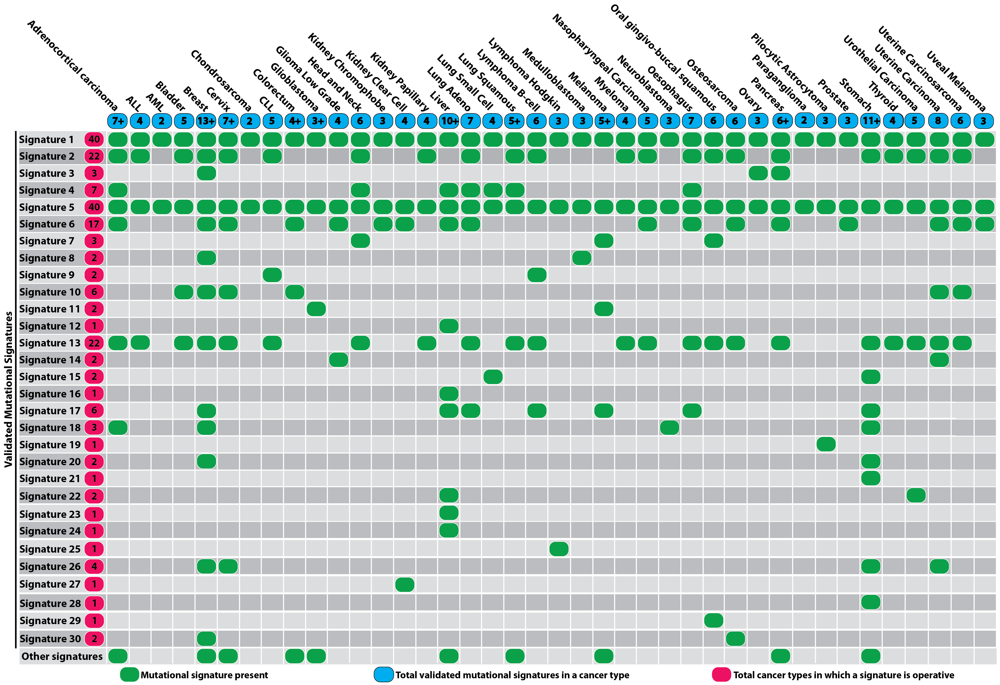 Adrenocortical carcinoma
ALL
AML
Bladder
Breast
Cervix
Chondrosarcoma
CLL
Colorectum
Glioblastoma
Glioma Low Grade
Head and Neck
Kidney Chromophobe
Kidney Clear Cell
Kidney Papillary
Liver
Lung Adeno
Lung Small Cell
Lung Squamous
Lymphoma B-cell
Lymphoma Hodgkin
Medulloblastoma
Melanoma
Myeloma
Nasopharyngeal Carcinoma
Neuroblastoma
Oesophagus
Oral gingivo-buccal squamous
Osteosarcoma
Ovary
Pancreas
Paraganglioma
Pilocytic Astrocytoma
Prostate
Stomach
Thyroid
Urothelial Carcinoma
Uterine Carcinoma
Uterine Carcinosarcoma
Uveal Melanoma
7+ 4 2 5 13+ 7+ 2 5 4+ 3+ 4 6 3 4 4 10+ 7 4 5+ 6 3 3 5+ 4 5 3 7 6 6 3 6+ 2 3 3 11+ 4 5 8 6 3
Validated Mutational Signatures
Signature 1 40
Signature 2 22
Signature 3 3
Signature 4 7
Signature 5 40
Signature 6 17
Signature 7 3
Signature 8 2
Signature 9 2
Signature 10 6
Signature 11 2
Signature 12 1
Signature 13 22
Signature 14 2
Signature 15 2
Signature 16 1
Signature 17 6
Signature 18 3
Signature 19 1
Signature 20 2
Signature 21 1
Signature 22 2
Signature 23 1
Signature 24 1
Signature 25 1
Signature 26 4
Signature 27 1
Signature 28 1
Signature 29 1
Signature 30 2
Other signatures
Mutational signature present
Total validated mutational signatures in a cancer type
Total cancer types in which a signature is operative